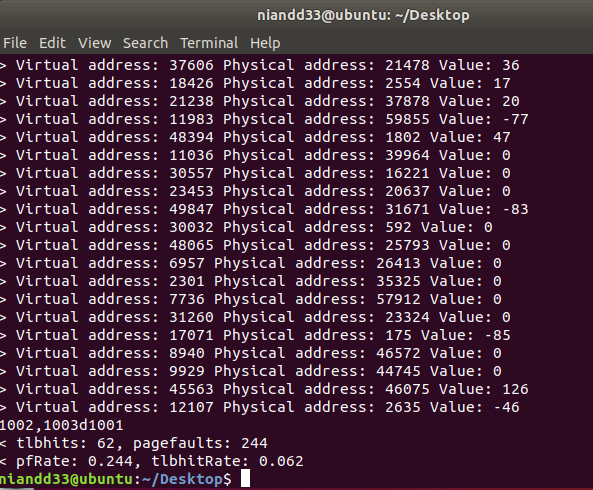 niandd33@ubuntu: ~/Desktop
File Edit View Search Terminal Help
> Virtual address: 37606 Physical address: 21478 Value: 36
> Virtual address: 18426 Physical address: 2554 Value: 17
> Virtual address: 21238 Physical address: 37878 Value: 20
> Virtual address: 11983 Physical address: 59855 Value: -77
> Virtual address: 48394 Physical address: 1802 Value: 47
> Virtual address: 11036 Physical address: 39964 Value: 0
> Virtual address: 30557 Physical address: 16221 Value: 0
> Virtual address: 23453 Physical address: 20637 Value: 0
> Virtual address: 49847 Physical address: 31671 Value: -83
> Virtual address: 30032 Physical address: 592 Value: 0
> Virtual address: 48065 Physical address: 25793 Value: 0
> Virtual address: 6957 Physical address: 26413 Value: 0
> Virtual address: 2301 Physical address: 35325 Value: 0
> Virtual address: 7736 Physical address: 57912 Value: 0
> Virtual address: 31260 Physical address: 23324 Value: 0
> Virtual address: 17071 Physical address: 175 Value: -85
> Virtual address: 8940 Physical address: 46572 Value: 0
> Virtual address: 9929 Physical address: 44745 Value: 0
> Virtual address: 45563 Physical address: 46075 Value: 126
> Virtual address: 12107 Physical address: 2635 Value: -46
1002,1003d1001
< tlbhits: 62, pagefaults: 244
< pfRate: 0.244, tlbhitRate: 0.062
niandd33@ubuntu:~/Desktop$